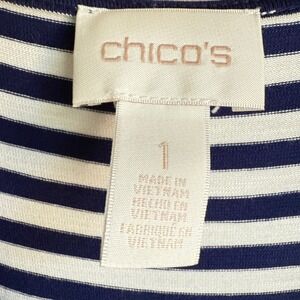 chico's
1
MADE IN
VIETNAM
HECHO EN
VIETNAM
FABRIQUÉ EN
VIETNAM